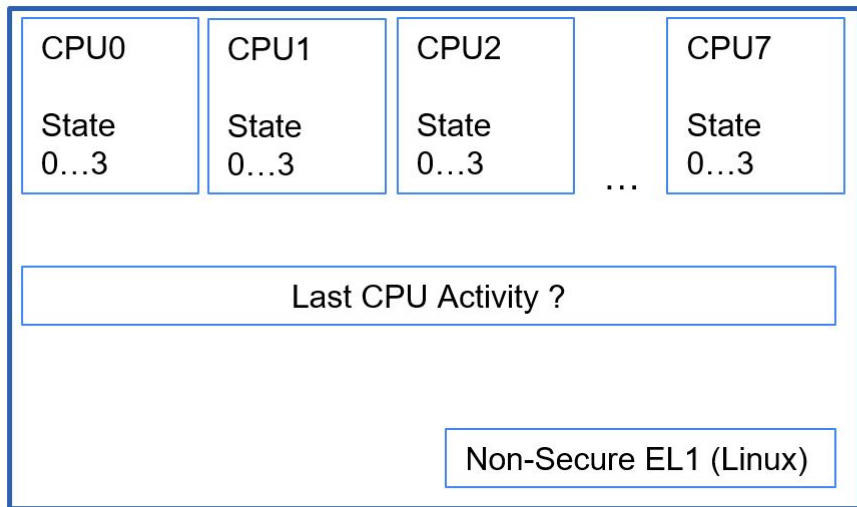 CPU0
State
0...3
CPU1
State
0...3
CPU2
State
0...3
...
CPU7
State
0...3
Last CPU Activity ?
Non-Secure EL1 (Linux)